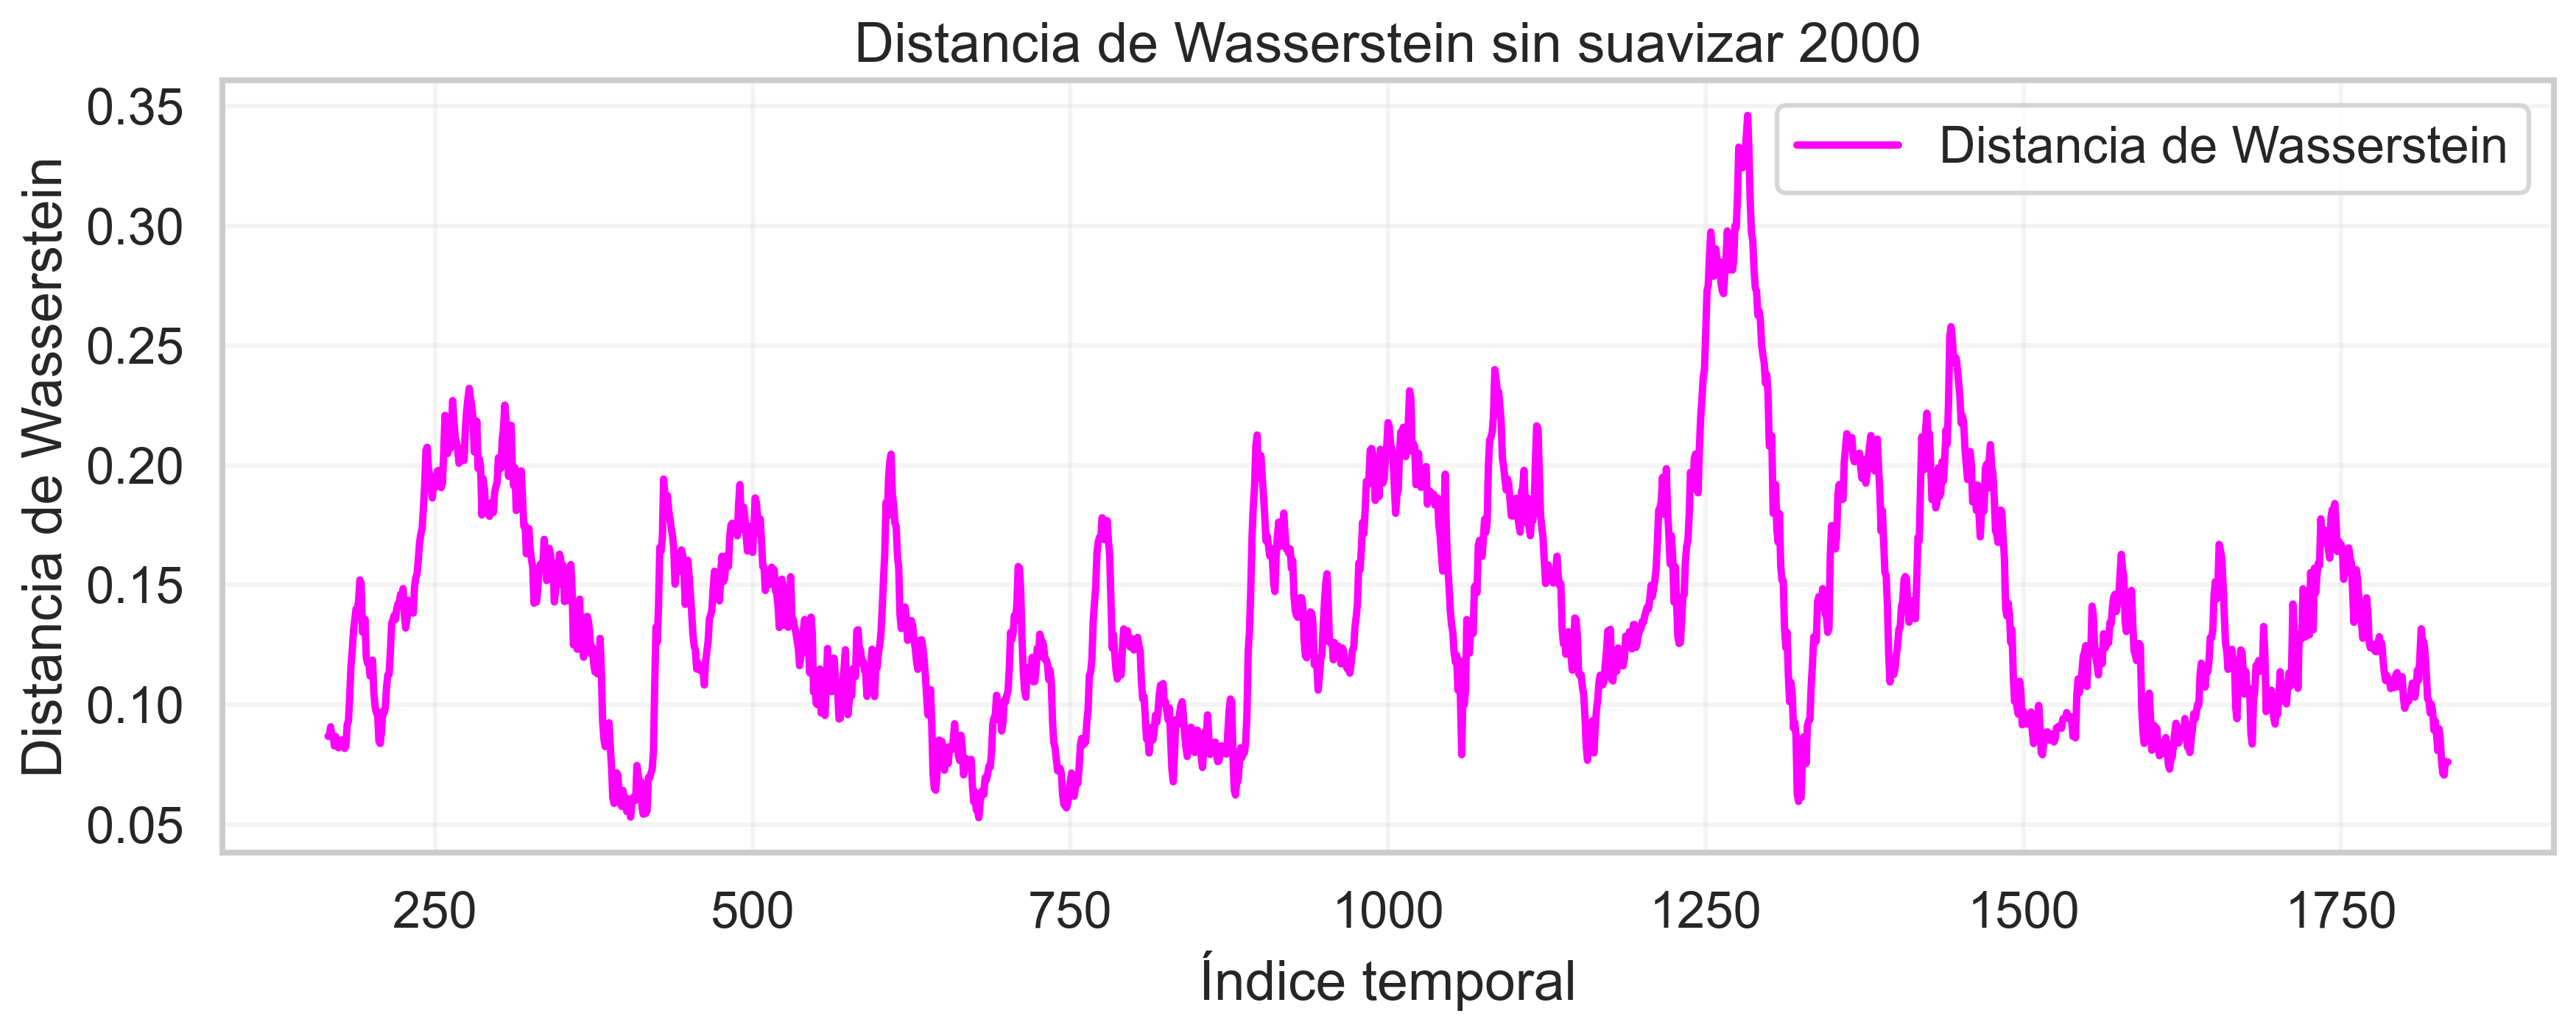 Distancia de Wasserstein sin suavizar 2000
Distancia de Wasserstein
0.35
0.30
0.25
0.20
0.15
0.10
0.05
Distancia de Wasserstein
250 500 750 1000 1250 1500 1750
Índice temporal